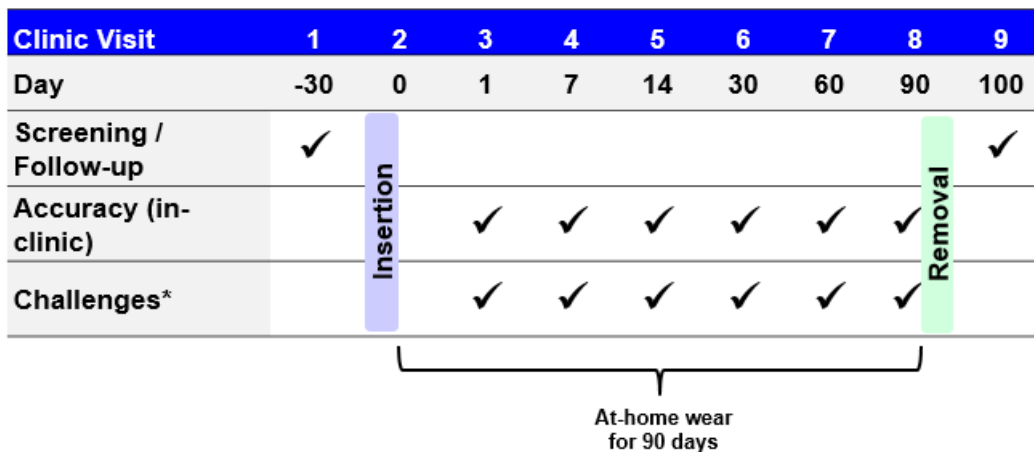 Clinic Visit 1 2 3 4 5 6 7 8 9
Day -30 0 1 7 14 30 60 90 100
Screening /
Follow-up ✓ ✓
Accuracy (in-
clinic) ✓ ✓ ✓ ✓ ✓ ✓
Challenges* ✓ ✓ ✓ ✓ ✓ ✓
Insertion
Removal
At-home wear
for 90 days